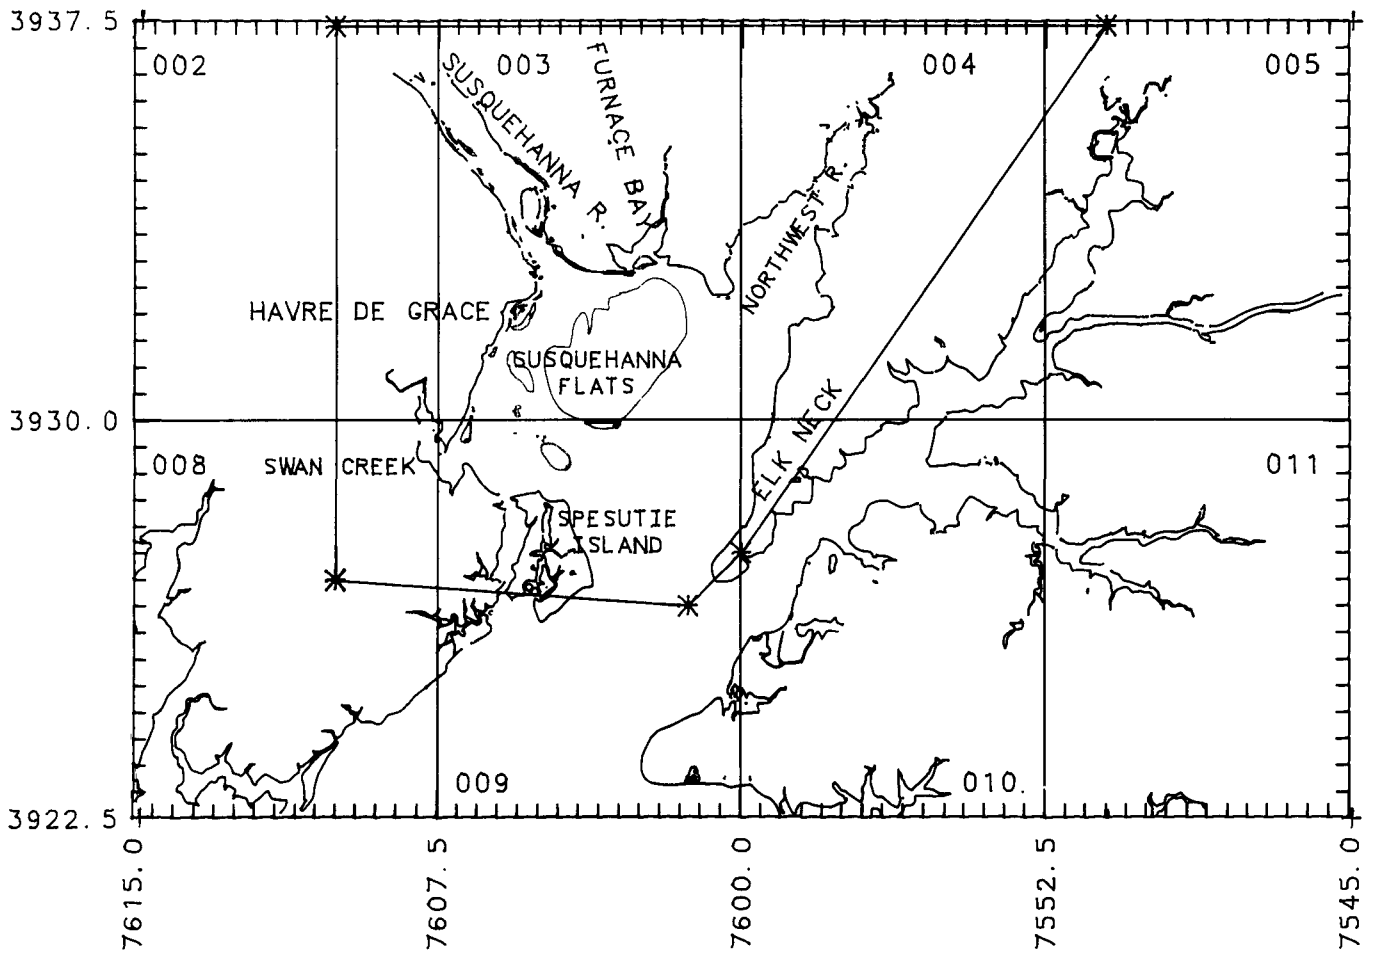 3937.5
002
003
004
005
SUSQUEHANNA R.
FURNACE BAY
NORTHWEST R.
HAVRE DE GRACE
SUSQUEHANNA
FLATS
ELK NECK
3930.0
008
SWAN CREEK
011
SPESUTIE
ISLAND
009
010.
3922.5
7615.0
7607.5
7600.0
7552.5
7545.0